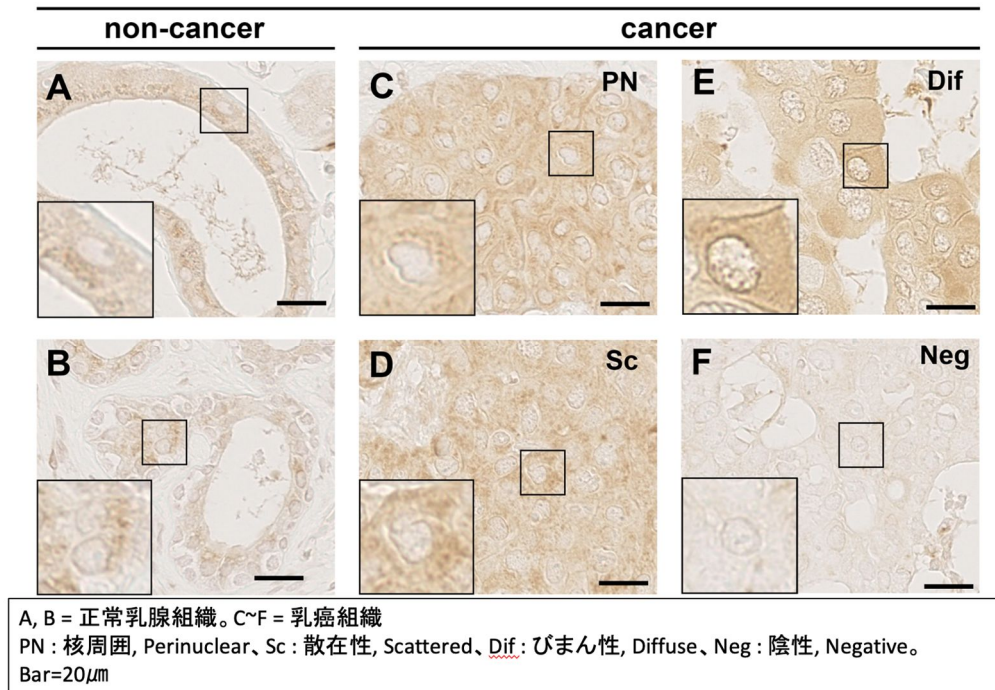 non-cancer
cancer
A
C
PN
E
Dif
B
D
Sc
F
Neg
A, B = 正常乳腺組織。C~F = 乳癌組織
PN : 核周囲, Perinuclear、Sc : 散在性, Scattered、Dif : びまん性, Diffuse、Neg : 陰性, Negative。
Bar=20㎛